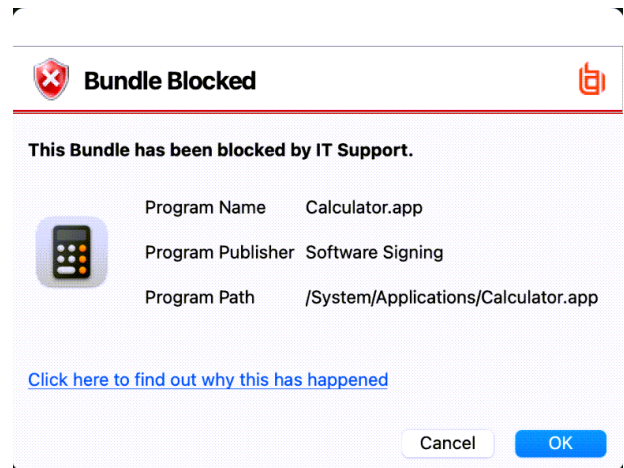 Bundle Blocked
This Bundle has been blocked by IT Support.
Program Name Calculator.app
Program Publisher Software Signing
Program Path /System/Applications/Calculator.app
Click here to find out why this has happened
Cancel OK